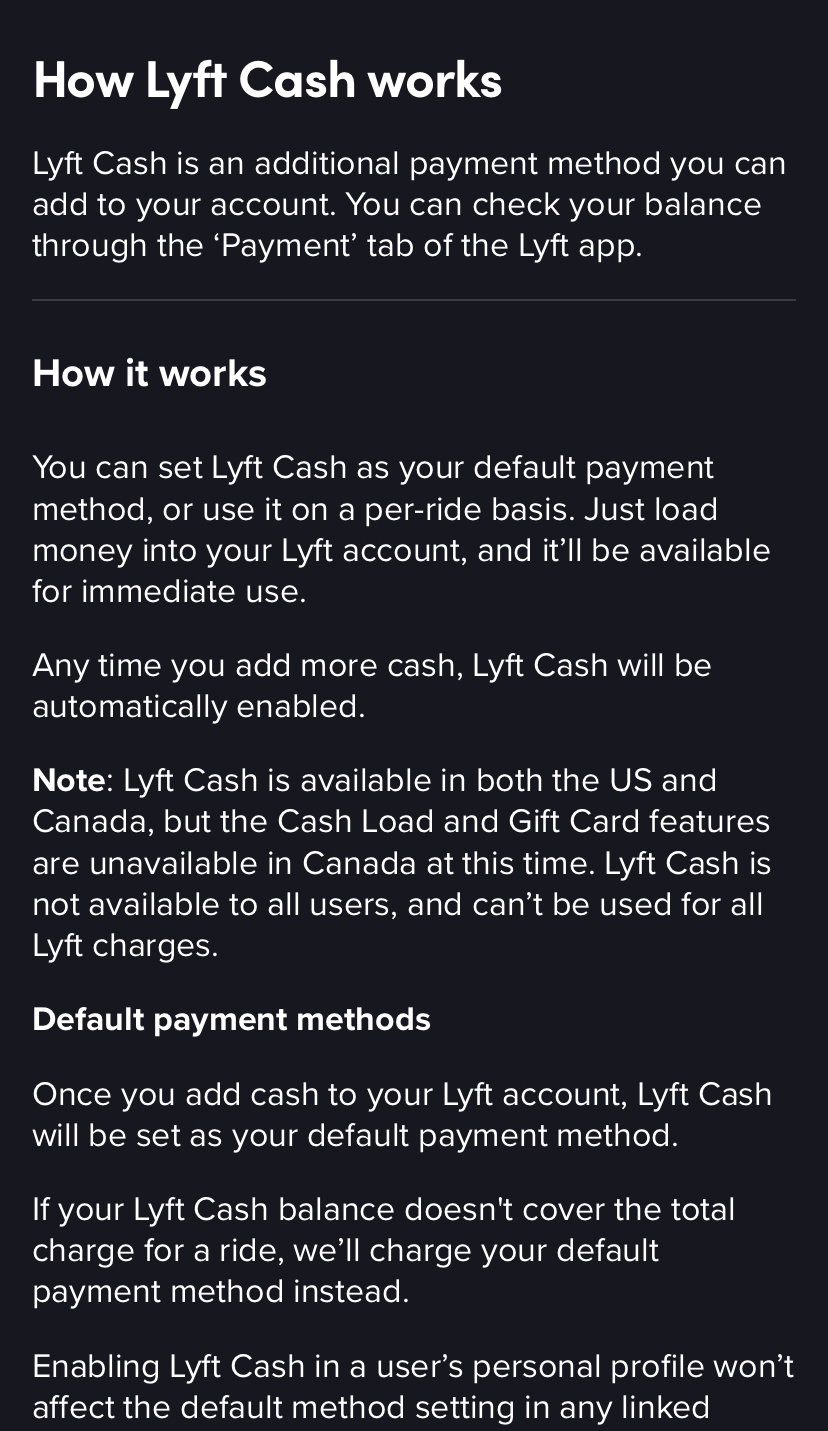 How Lyft Cash works
Lyft Cash is an additional payment method you can
add to your account. You can check your balance
through the ‘Payment’ tab of the Lyft app.
How it works
You can set Lyft Cash as your default payment
method, or use it on a per-ride basis. Just load
money into your Lyft account, and it’ll be available
for immediate use.
Any time you add more cash, Lyft Cash will be
automatically enabled.
Note: Lyft Cash is available in both the US and
Canada, but the Cash Load and Gift Card features
are unavailable in Canada at this time. Lyft Cash is
not available to all users, and can’t be used for all
Lyft charges.
Default payment methods
Once you add cash to your Lyft account, Lyft Cash
will be set as your default payment method.
If your Lyft Cash balance doesn't cover the total
charge for a ride, we’ll charge your default
payment method instead.
Enabling Lyft Cash in a user’s personal profile won’t
affect the default method setting in any linked